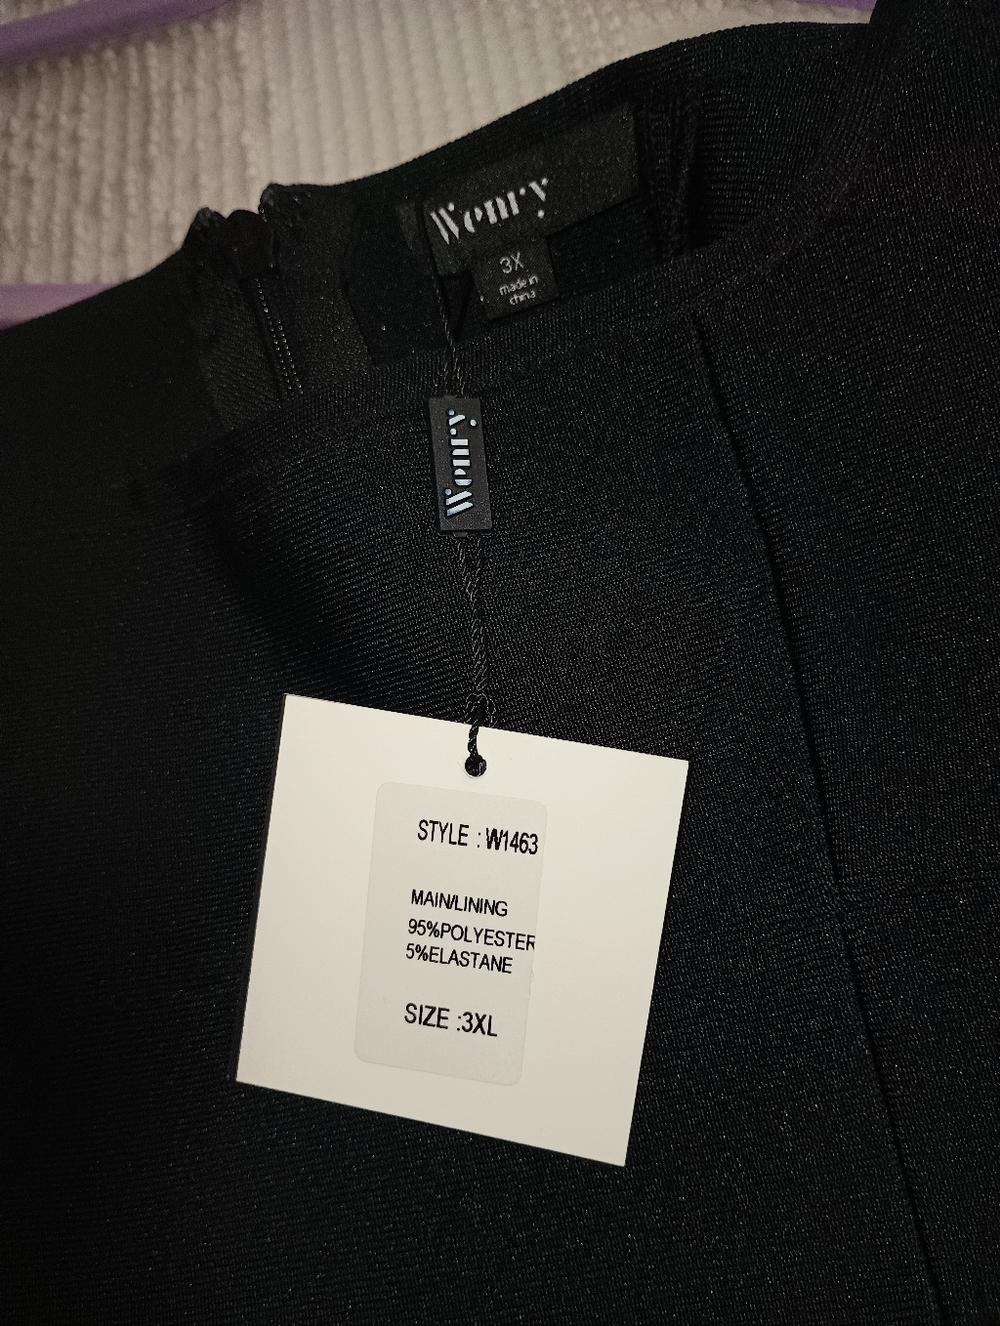 Wenry
3X
made in
china
Wenry
STYLE : W1463
MAIN/LINING
95%POLYESTER
5%ELASTANE
SIZE :3XL